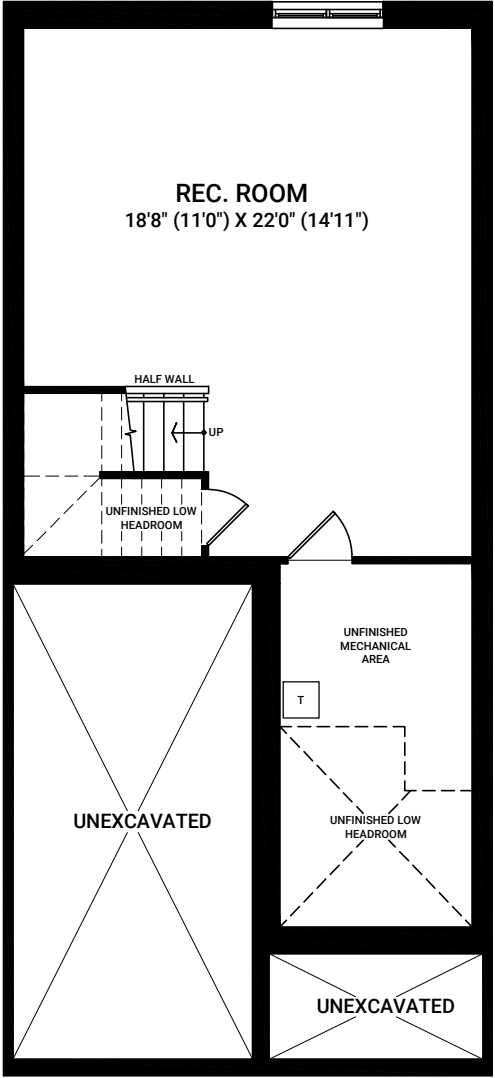 REC. ROOM
18'8" (11'0") X 22'0" (14'11")
HALF WALL
UP
UNFINISHED LOW
HEADROOM
UNFINISHED
MECHANICAL
AREA
T
UNEXCAVATED
UNFINISHED LOW
HEADROOM
UNEXCAVATED